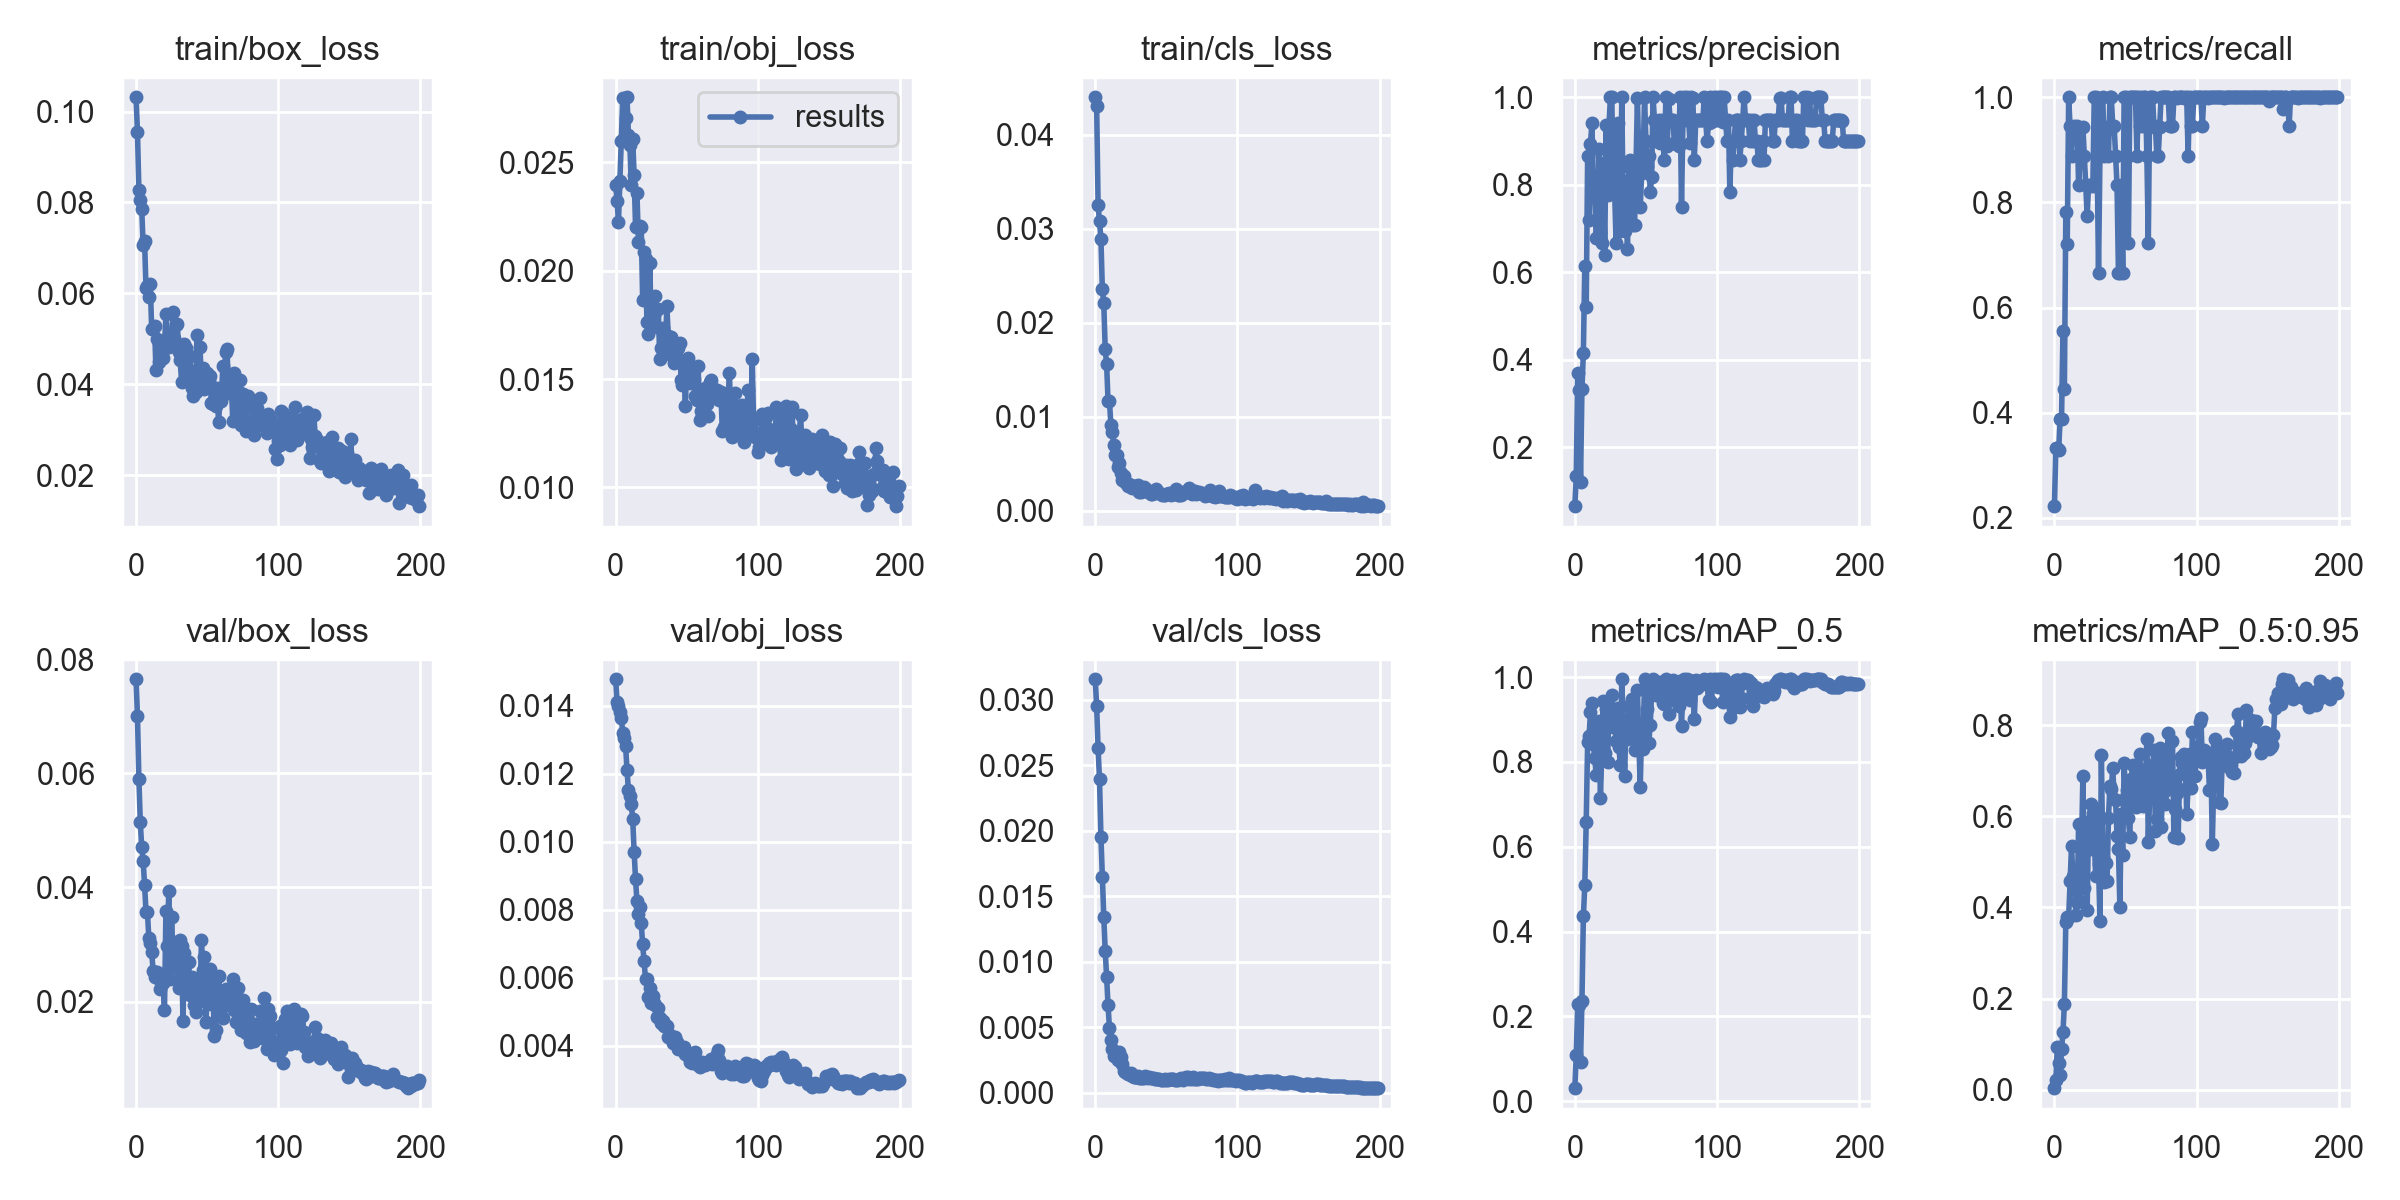 train/box_loss
0.10
0.08
0.06
0.04
0.02
0 100 200
train/obj_loss
results
0.025
0.020
0.015
0.010
0 100 200
train/cls_loss
0.04
0.03
0.02
0.01
0.00
0 100 200
metrics/precision
1.0
0.8
0.6
0.4
0.2
0 100 200
metrics/recall
1.0
0.8
0.6
0.4
0.2
0 100 200
val/box_loss
0.08
0.06
0.04
0.02
0 100 200
val/obj_loss
0.014
0.012
0.010
0.008
0.006
0.004
0 100 200
val/cls_loss
0.030
0.025
0.020
0.015
0.010
0.005
0.000
0 100 200
metrics/mAP_0.5
1.0
0.8
0.6
0.4
0.2
0.0
0 100 200
metrics/mAP_0.5:0.95
0.8
0.6
0.4
0.2
0.0
0 100 200